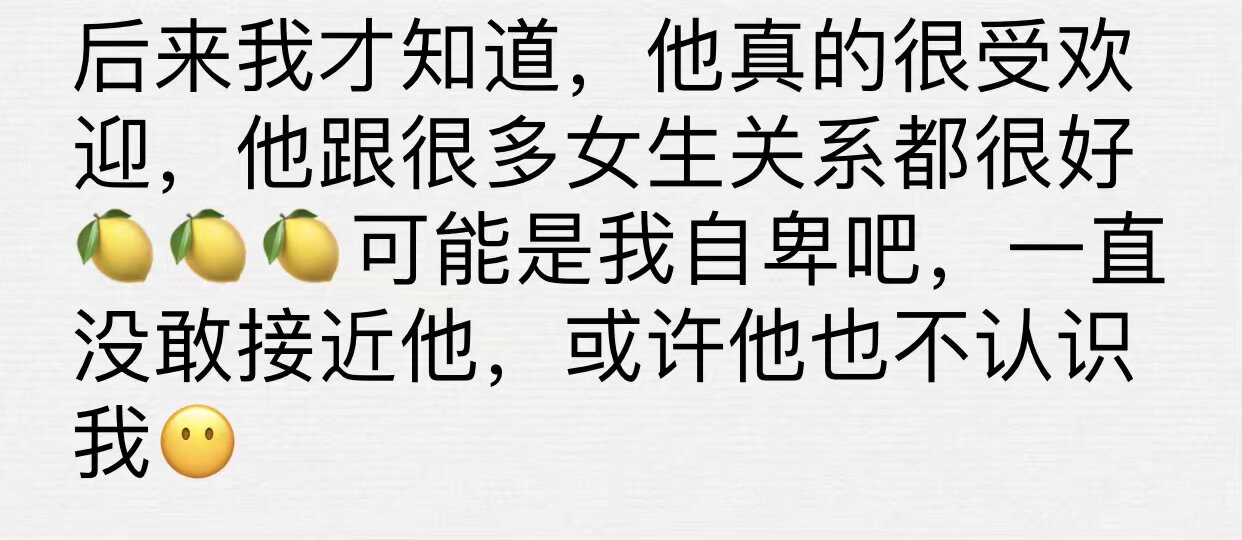 后来我才知道，他真的很受欢
迎，他跟很多女生关系都很好
🍋🍋🍋可能是我自卑吧，一直
没敢接近他，或许他也不认识
我😶